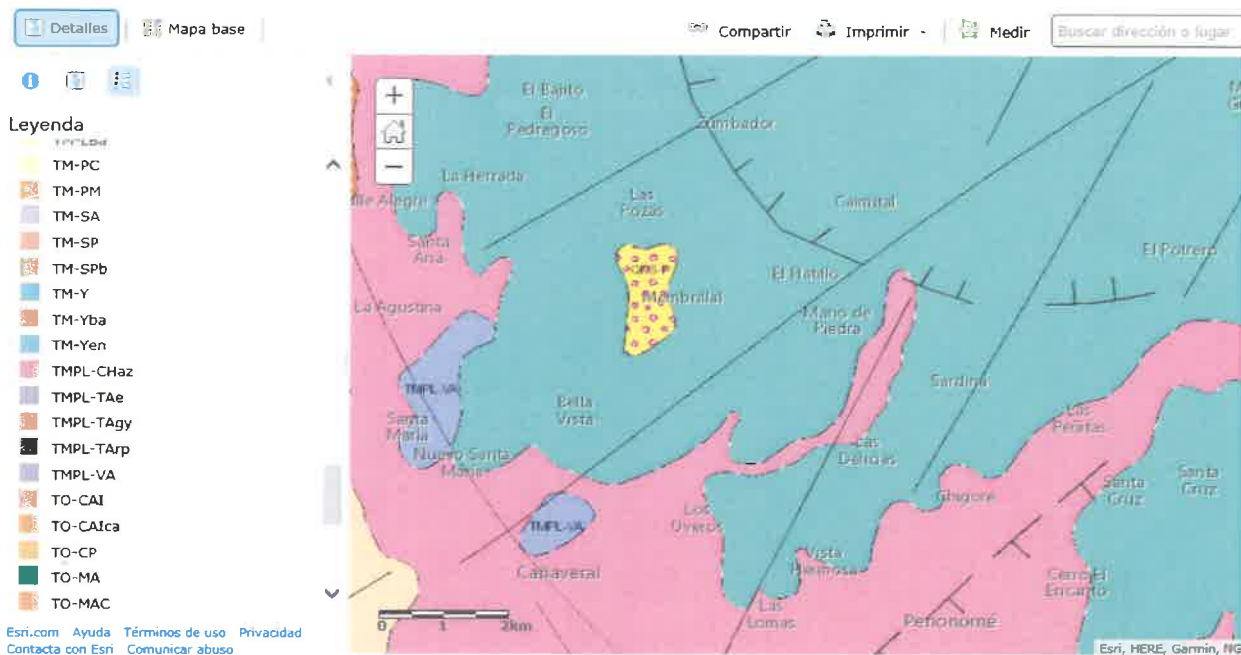 Detalles
Mapa base
Compartir
Imprimir
Medir
Buscar dirección o lugar
Leyenda
TM-PC
TM-PM
TM-SA
TM-SP
TM-SPb
TM-Y
TM-Yba
TM-Yen
TMPL-CHaz
TMPL-TAe
TMPL-TAgy
TMPL-TArp
TMPL-VA
TO-CAI
TO-CAIca
TO-CP
TO-MA
TO-MAC
Esri.com Ayuda Términos de uso Privacidad
Contacta con Esri Comunicar abuso
+
−
El Bajito
El
Pedregoso
Zumbador
La Herrada
Las
Pozas
Caimital
Santa
Ana
El Potrero
El Hatillo
Membrillal
La Agustina
Mano de
Piedra
TMPL-VA
Sardina
Santa
María
Bella
Vista
Las
Peñitas
Nuevo Santa
María
Las
Delicias
Santa
Cruz
Santa
Cruz
Chigoré
Los
Uveros
TMPL-VA
Vista
Hermosa
Cañaveral
Cerro El
Encanto
Las
Lomas
Penonomé
0 1 2km
Esri, HERE, Garmin, NG